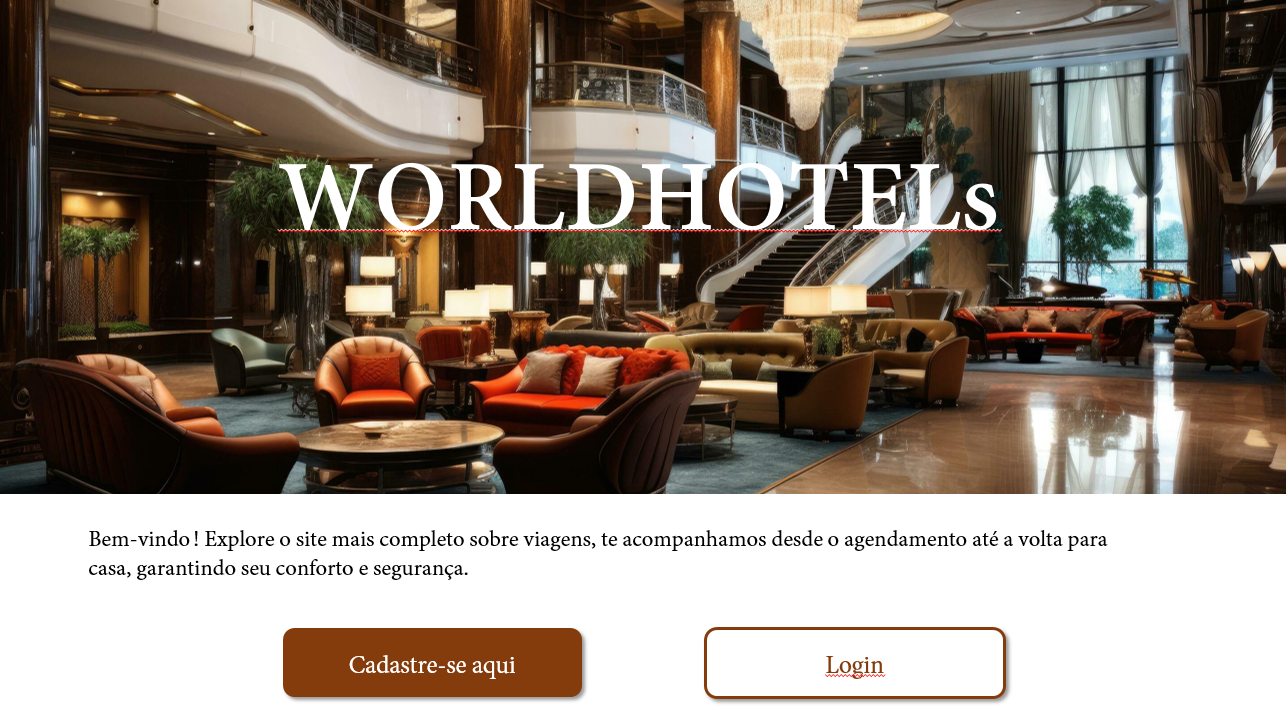 WORLDHOTELs
Bem-vindo! Explore o site mais completo sobre viagens, te acompanhamos desde o agendamento até a volta para
casa, garantindo seu conforto e segurança.
Cadastre-se aqui
Login